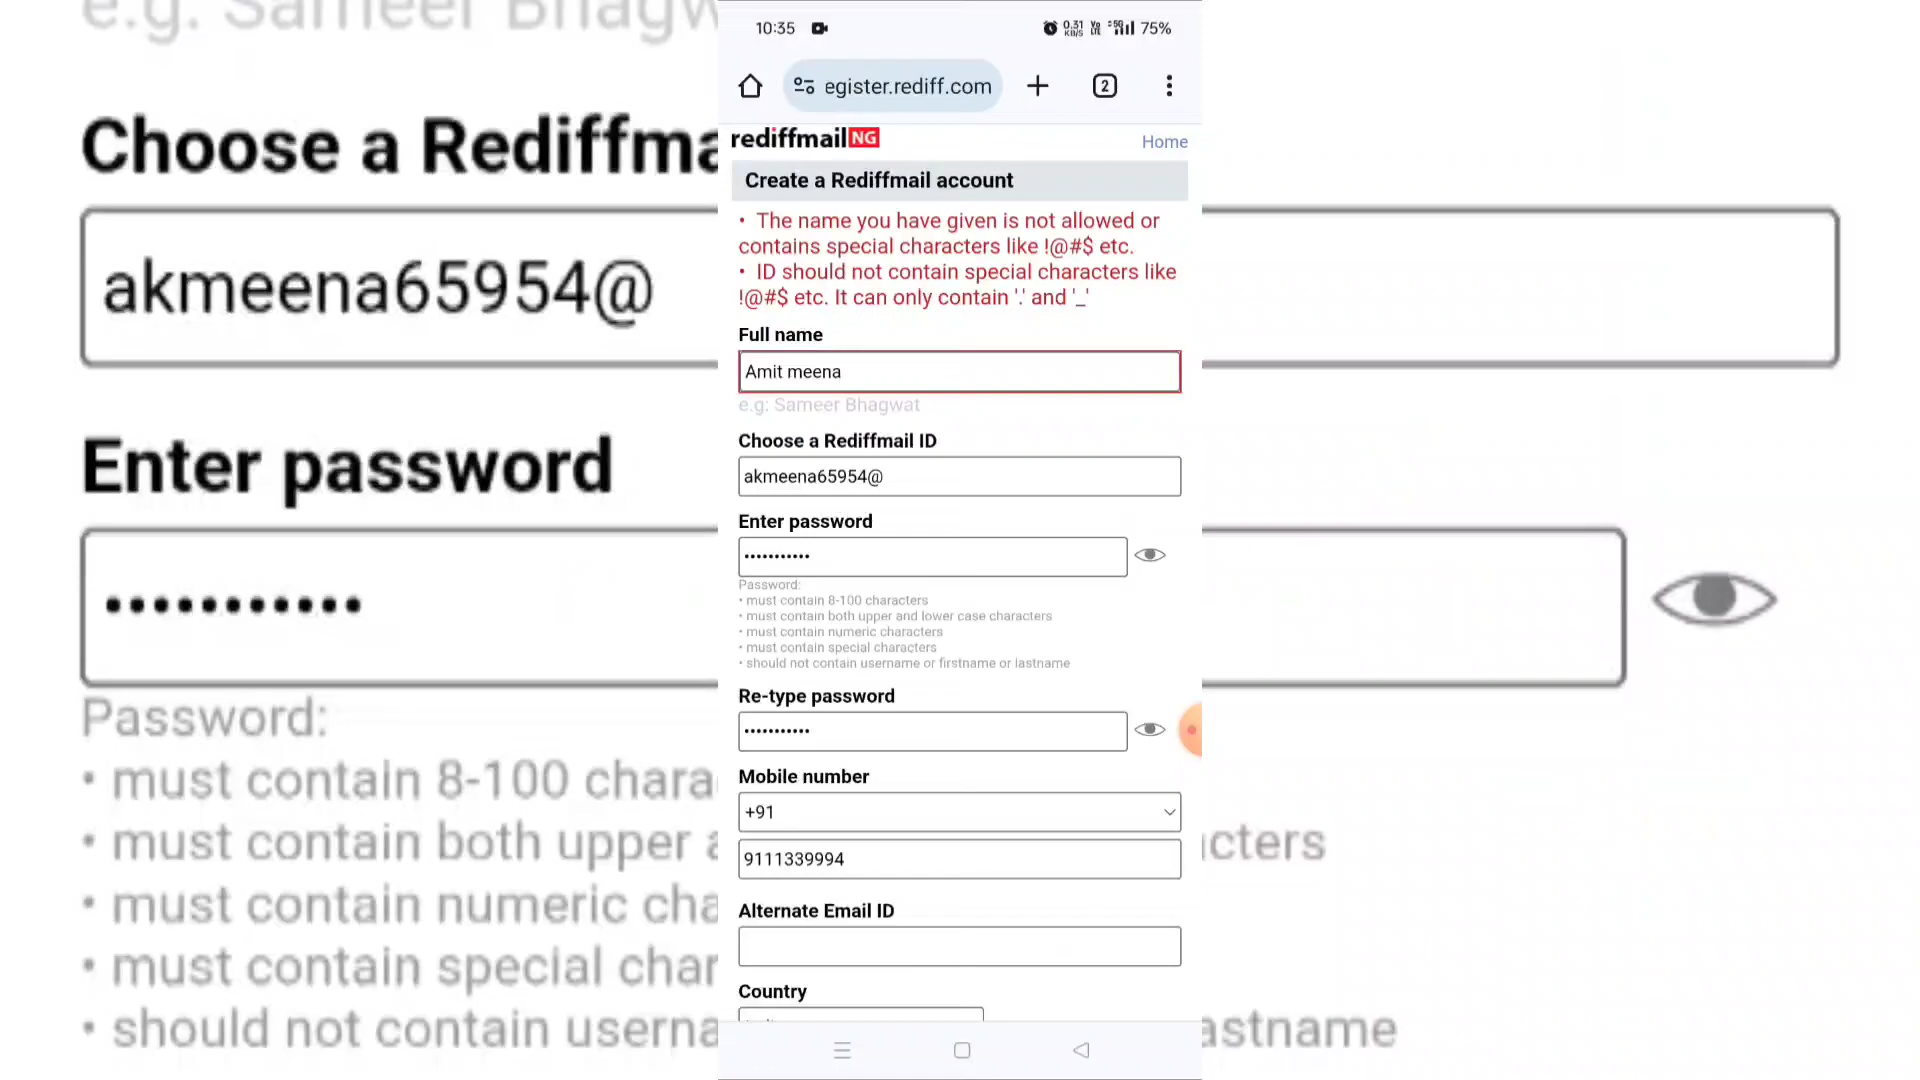 e.g: Sameer Bhagw
Choose a Rediffma
akmeena65954@
Enter password
Password:
• must contain 8-100 chara
• must contain both upper a
cters
• must contain numeric cha
• must contain special char
• should not contain userna
astname
10:35
0.31 KB/S
Vo LTE
5G
75%
egister.rediff.com
2
rediffmail NG
Home
Create a Rediffmail account
• The name you have given is not allowed or
contains special characters like !@#$ etc.
• ID should not contain special characters like
!@#$ etc. It can only contain '.' and '_'
Full name
Amit meena
e.g: Sameer Bhagwat
Choose a Rediffmail ID
akmeena65954@
Enter password
•••••••••••
Password:
• must contain 8-100 characters
• must contain both upper and lower case characters
• must contain numeric characters
• must contain special characters
• should not contain username or firstname or lastname
Re-type password
•••••••••••
Mobile number
+91
9111339994
Alternate Email ID
Country